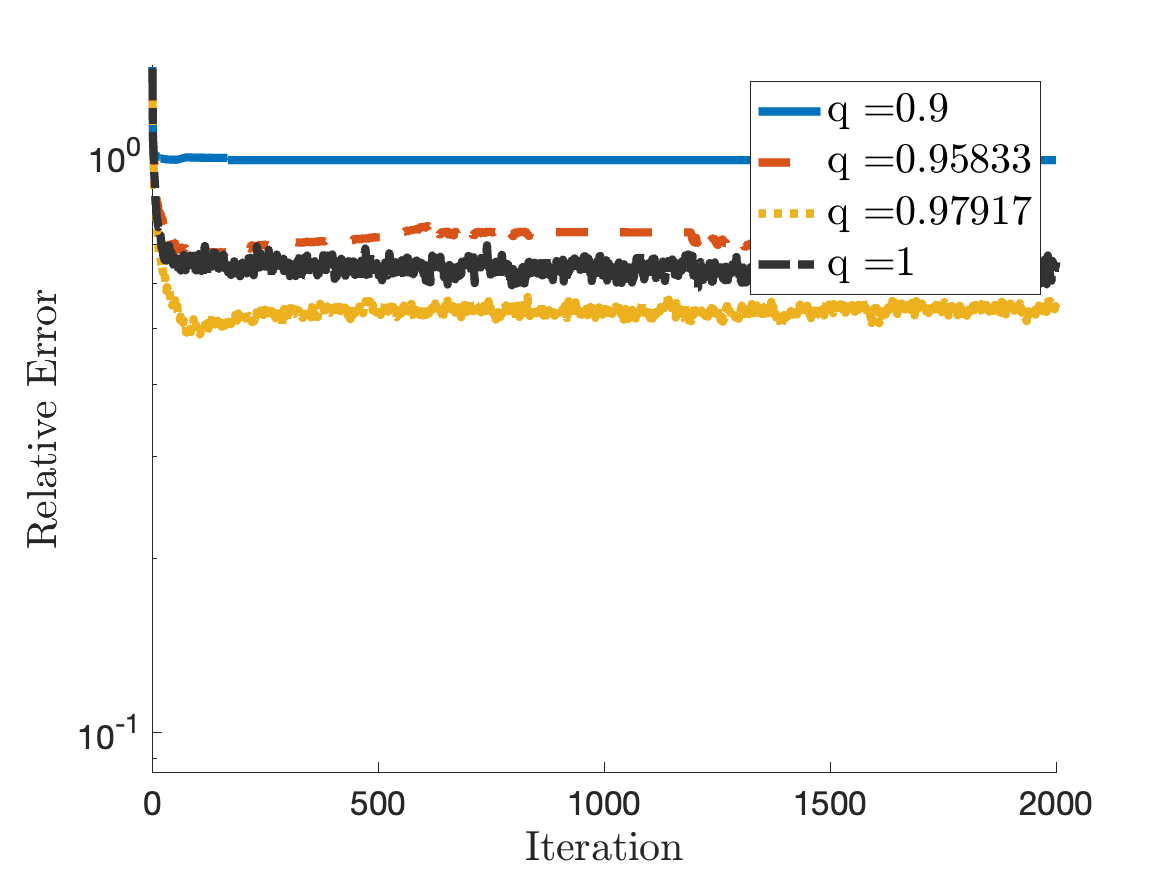 10^0
10^-1
Relative Error
q =0.9
q =0.95833
q =0.97917
q =1
0 500 1000 1500 2000
Iteration